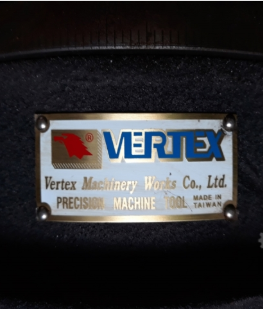 ® VERTEX
Vertex Machinery Works Co., Ltd.
PRECISION MACHINE TOOL MADE IN TAIWAN